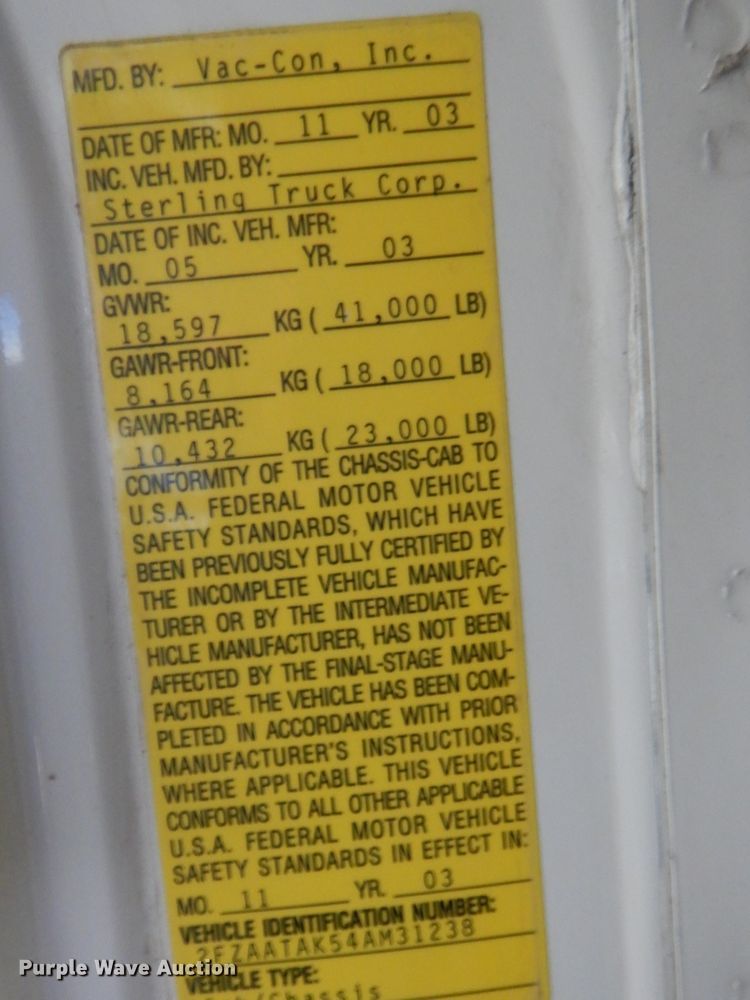 MFD. BY: Vac-Con, Inc.
DATE OF MFR: MO. 11 YR. 03
INC. VEH. MFD. BY:
Sterling Truck Corp.
DATE OF INC. VEH. MFR:
MO. 05 YR. 03
GVWR:
18,597 KG ( 41,000 LB)
GAWR-FRONT:
8,164 KG ( 18,000 LB)
GAWR-REAR:
10,432 KG ( 23,000 LB)
CONFORMITY OF THE CHASSIS-CAB TO
U.S.A. FEDERAL MOTOR VEHICLE
SAFETY STANDARDS, WHICH HAVE
BEEN PREVIOUSLY FULLY CERTIFIED BY
THE INCOMPLETE VEHICLE MANUFAC-
TURER OR BY THE INTERMEDIATE VE-
HICLE MANUFACTURER, HAS NOT BEEN
AFFECTED BY THE FINAL-STAGE MANU-
FACTURE. THE VEHICLE HAS BEEN COM-
PLETED IN ACCORDANCE WITH PRIOR
MANUFACTURER'S INSTRUCTIONS,
WHERE APPLICABLE. THIS VEHICLE
CONFORMS TO ALL OTHER APPLICABLE
U.S.A. FEDERAL MOTOR VEHICLE
SAFETY STANDARDS IN EFFECT IN:
MO. 11 YR. 03
VEHICLE IDENTIFICATION NUMBER:
2FZAATAK54AM31238
VEHICLE TYPE:
/Chassis
Purple Wave Auction